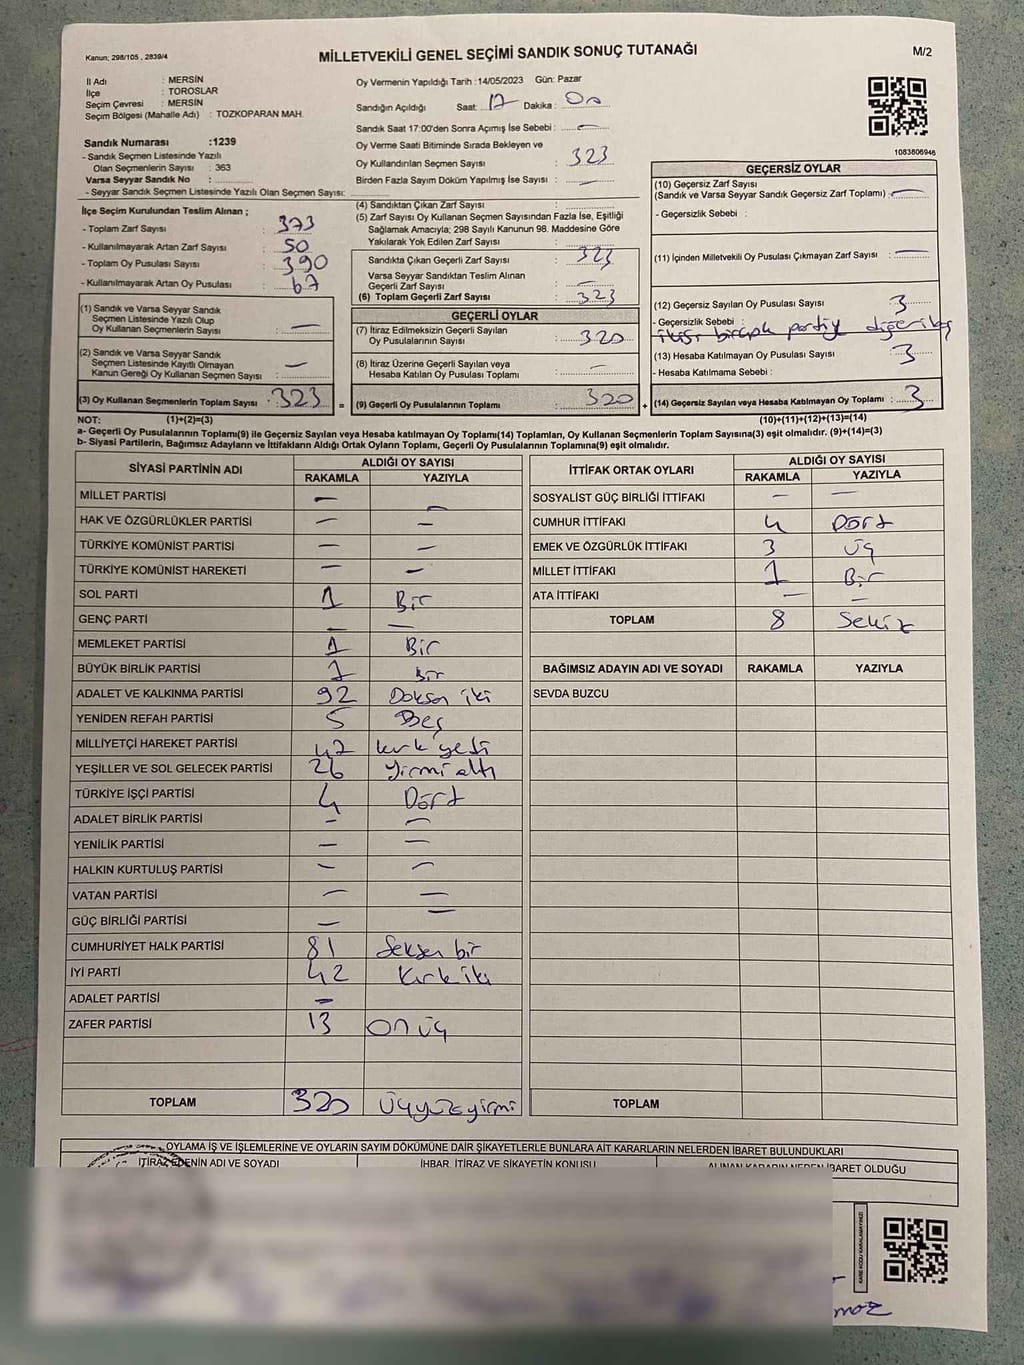 Kanun; 298/105 , 2839/4
MİLLETVEKİLİ GENEL SEÇİMİ SANDIK SONUÇ TUTANAĞI
M/2
İl Adı : MERSİN
İlçe : TOROSLAR
Seçim Çevresi : MERSİN
Seçim Bölgesi (Mahalle Adı) : TOZKOPARAN MAH.
Sandık Numarası :1239
- Sandık Seçmen Listesinde Yazılı
Olan Seçmenlerin Sayısı : 363
Varsa Seyyar Sandık No :
- Seyyar Sandık Seçmen Listesinde Yazılı Olan Seçmen Sayısı:
Oy Vermenin Yapıldığı Tarih : 14/05/2023 Gün: Pazar
Sandığın Açıldığı Saat: 17 Dakika : 00
Sandık Saat 17:00'den Sonra Açımış İse Sebebi : —
Oy Verme Saati Bitiminde Sırada Bekleyen ve
Oy Kullandırılan Seçmen Sayısı : 323
Birden Fazla Sayım Döküm Yapılmış İse Sayısı : —
1083806946
İlçe Seçim Kurulundan Teslim Alınan ;
- Toplam Zarf Sayısı : 373
- Kullanılmayarak Artan Zarf Sayısı : 50
- Toplam Oy Pusulası Sayısı : 390
- Kullanılmayarak Artan Oy Pusulası : 67
(1) Sandık ve Varsa Seyyar Sandık
Seçmen Listesinde Yazılı Olup
Oy Kullanan Seçmenlerin Sayısı : —
(2) Sandık ve Varsa Seyyar Sandık
Seçmen Listesinde Kayıtlı Olmayan
Kanun Gereği Oy Kullanan Seçmen Sayısı : —
(3) Oy Kullanan Seçmenlerin Toplam Sayısı : 323
(4) Sandıktan Çıkan Zarf Sayısı :
(5) Zarf Sayısı Oy Kullanan Seçmen Sayısından Fazla İse, Eşitliği
Sağlamak Amacıyla; 298 Sayılı Kanunun 98. Maddesine Göre
Yakılarak Yok Edilen Zarf Sayısı :
Sandıkta Çıkan Geçerli Zarf Sayısı : 323
Varsa Seyyar Sandıktan Teslim Alınan
Geçerli Zarf Sayısı : —
(6) Toplam Geçerli Zarf Sayısı : 323
GEÇERLİ OYLAR
(7) İtiraz Edilmeksizin Geçerli Sayılan
Oy Pusulalarının Sayısı : 320
(8) İtiraz Üzerine Geçerli Sayılan veya
Hesaba Katılan Oy Pusulası Toplamı : —
= (9) Geçerli Oy Pusulalarının Toplamı : 320
GEÇERSİZ OYLAR
(10) Geçersiz Zarf Sayısı
(Sandık ve Varsa Seyyar Sandık Geçersiz Zarf Toplamı) : —
- Geçersizlik Sebebi :
(11) İçinden Milletvekili Oy Pusulası Çıkmayan Zarf Sayısı : —
(12) Geçersiz Sayılan Oy Pusulası Sayısı : 3
- Geçersizlik Sebebi :
ikisi birçok partiye diğeri boş
(13) Hesaba Katılmayan Oy Pusulası Sayısı : 3
- Hesaba Katılmama Sebebi :
+ (14) Geçersiz Sayılan veya Hesaba Katılmayan Oy Toplamı : 3
NOT: (1)+(2)=(3) (10)+(11)+(12)+(13)=(14)
a- Geçerli Oy Pusulalarının Toplamı(9) ile Geçersiz Sayılan veya Hesaba katılmayan Oy Toplamı(14) Toplamları, Oy Kullanan Seçmenlerin Toplam Sayısına(3) eşit olmalıdır. (9)+(14)=(3)
b- Siyasi Partilerin, Bağımsız Adayların ve İttifakların Aldığı Ortak Oyların Toplamı, Geçerli Oy Pusulalarının Toplamına(9) eşit olmalıdır.
SİYASİ PARTİNİN ADI ALDIĞI OY SAYISI
RAKAMLA YAZIYLA
MİLLET PARTİSİ — —
HAK VE ÖZGÜRLÜKLER PARTİSİ — —
TÜRKİYE KOMÜNİST PARTİSİ — —
TÜRKİYE KOMÜNİST HAREKETİ — —
SOL PARTİ 1 Bir
GENÇ PARTİ — —
MEMLEKET PARTİSİ 1 Bir
BÜYÜK BİRLİK PARTİSİ 1 Bir
ADALET VE KALKINMA PARTİSİ 92 Doksan iki
YENİDEN REFAH PARTİSİ 5 Beş
MİLLİYETÇİ HAREKET PARTİSİ 47 kırk yedi
YEŞİLLER VE SOL GELECEK PARTİSİ 26 yirmi altı
TÜRKİYE İŞÇİ PARTİSİ 4 Dört
ADALET BİRLİK PARTİSİ — —
YENİLİK PARTİSİ — —
HALKIN KURTULUŞ PARTİSİ — —
VATAN PARTİSİ — —
GÜÇ BİRLİĞİ PARTİSİ — —
CUMHURİYET HALK PARTİSİ 81 Seksen bir
İYİ PARTİ 42 Kırk iki
ADALET PARTİSİ —
ZAFER PARTİSİ 13 on üç
TOPLAM 320 üçyüzyirmi
İTTİFAK ORTAK OYLARI ALDIĞI OY SAYISI
RAKAMLA YAZIYLA
SOSYALİST GÜÇ BİRLİĞİ İTTİFAKI — —
CUMHUR İTTİFAKI 4 Dört
EMEK VE ÖZGÜRLÜK İTTİFAKI 3 üç
MİLLET İTTİFAKI 1 Bir
ATA İTTİFAKI — —
TOPLAM 8 Sekiz
BAĞIMSIZ ADAYIN ADI VE SOYADI RAKAMLA YAZIYLA
SEVDA BUZCU
TOPLAM
OYLAMA İŞ VE İŞLEMLERİNE VE OYLARIN SAYIM DÖKÜMÜNE DAİR ŞİKAYETLERLE BUNLARA AİT KARARLARIN NELERDEN İBARET BULUNDUKLARI
İTİRAZ EDENİN ADI VE SOYADI İHBAR, İTİRAZ VE ŞİKAYETİN KONUSU ALINAN KARARIN NEDEN İBARET OLDUĞU
KARE KODU KARALAMAYINIZ!